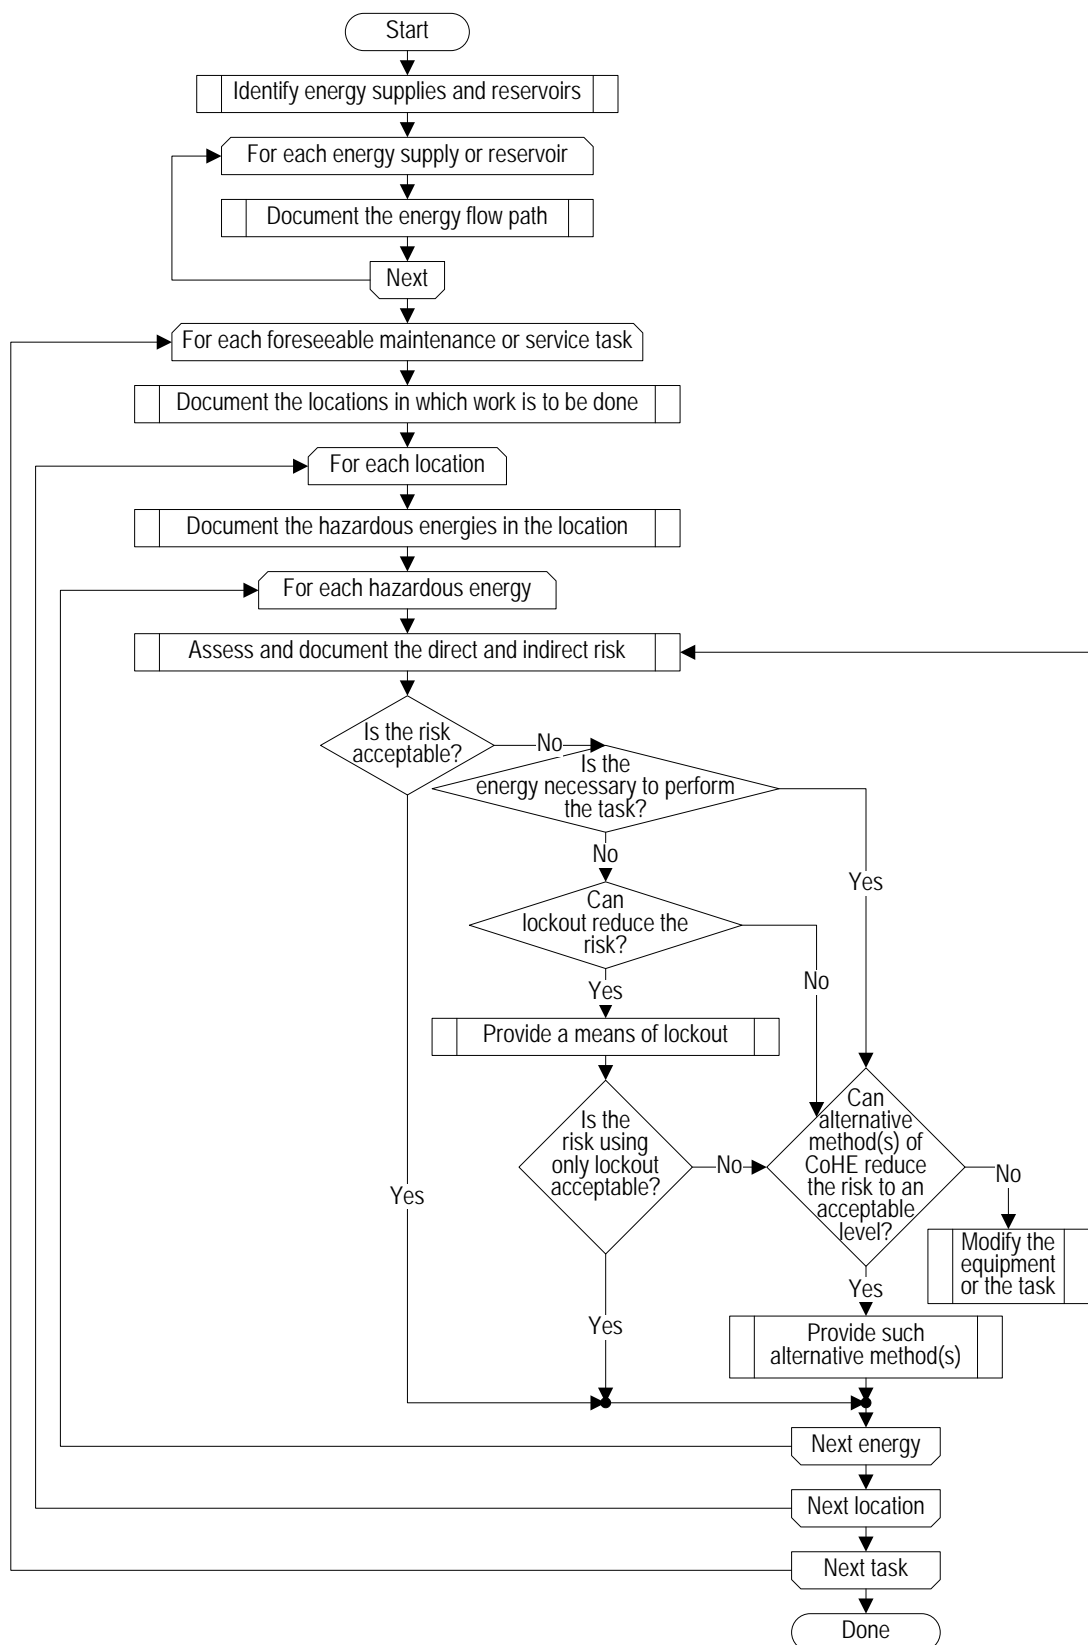 Start
Identify energy supplies and reservoirs
For each energy supply or reservoir
Document the energy flow path
Next
For each foreseeable maintenance or service task
Document the locations in which work is to be done
For each location
Document the hazardous energies in the location
For each hazardous energy
Assess and document the direct and indirect risk
Is the risk
acceptable?
No
Is the
energy necessary to perform
the task?
No
Yes
Can
lockout reduce the
risk?
No
Yes
Provide a means of lockout
Is the
risk using
only lockout
acceptable?
No
Can
alternative
method(s) of
CoHE reduce
the risk to an
acceptable
level?
No
Yes
Modify the
equipment
or the task
Yes
Yes
Provide such
alternative method(s)
Next energy
Next location
Next task
Done